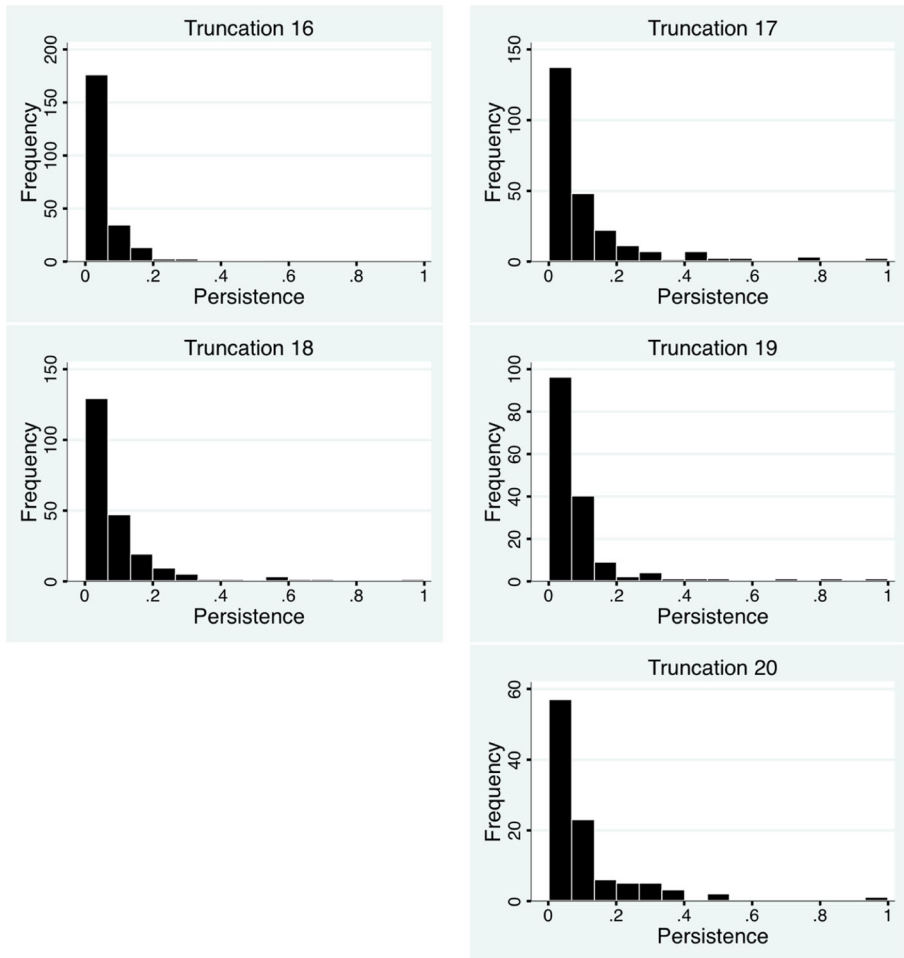 Truncation 16
Frequency
200
150
100
50
0
0 .2 .4 .6 .8 1
Persistence
Truncation 17
Frequency
150
100
50
0
0 .2 .4 .6 .8 1
Persistence
Truncation 18
Frequency
150
100
50
0
0 .2 .4 .6 .8 1
Persistence
Truncation 19
Frequency
100
80
60
40
20
0
0 .2 .4 .6 .8 1
Persistence
Truncation 20
Frequency
60
40
20
0
0 .2 .4 .6 .8 1
Persistence